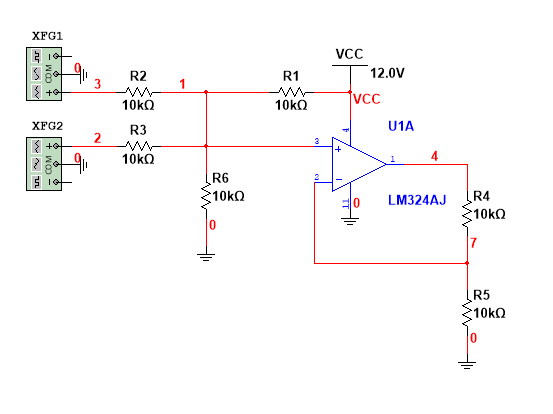 XFG1
COM
0
3
R2
10kΩ
1
R1
10kΩ
VCC
12.0V
VCC
XFG2
COM
0
2
R3
10kΩ
R6
10kΩ
0
U1A
3
2
4
11
1
0
LM324AJ
4
R4
10kΩ
7
R5
10kΩ
0